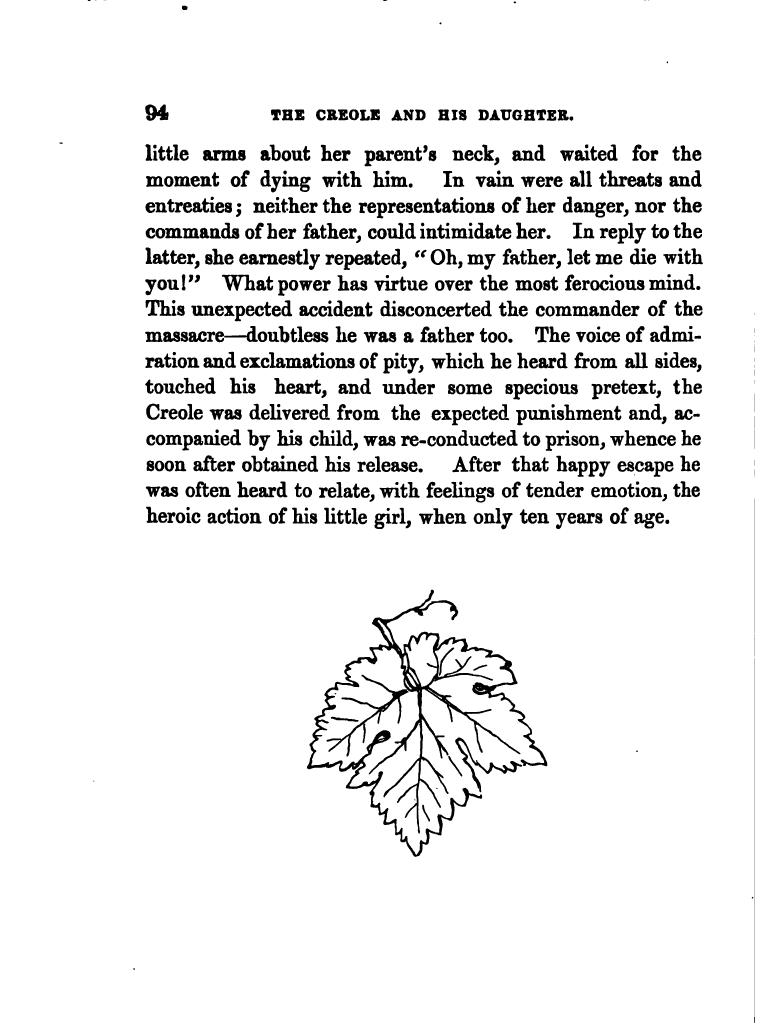 94 THE CREOLE AND HIS DAUGHTER.
little arms about her parent's neck, and waited for the
moment of dying with him. In vain were all threats and
entreaties; neither the representations of her danger, nor the
commands of her father, could intimidate her. In reply to the
latter, she earnestly repeated, "Oh, my father, let me die with
you!" What power has virtue over the most ferocious mind.
This unexpected accident disconcerted the commander of the
massacre—doubtless he was a father too. The voice of admi-
ration and exclamations of pity, which he heard from all sides,
touched his heart, and under some specious pretext, the
Creole was delivered from the expected punishment and, ac-
companied by his child, was re-conducted to prison, whence he
soon after obtained his release. After that happy escape he
was often heard to relate, with feelings of tender emotion, the
heroic action of his little girl, when only ten years of age.